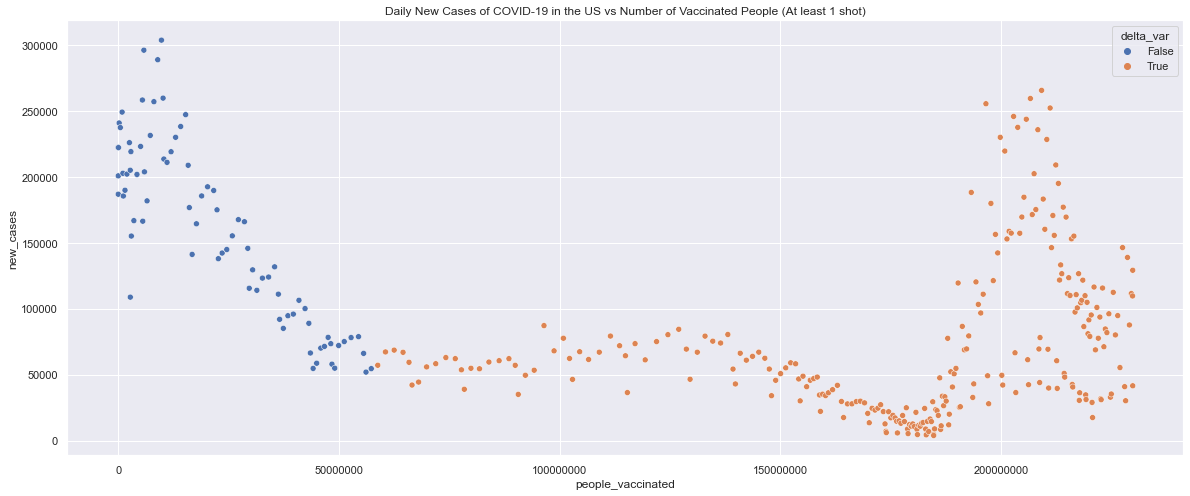 Daily New Cases of COVID-19 in the US vs Number of Vaccinated People (At least 1 shot)
delta_var
False
True
300000
250000
200000
150000
100000
50000
0
new_cases
0
50000000
100000000
150000000
200000000
people_vaccinated